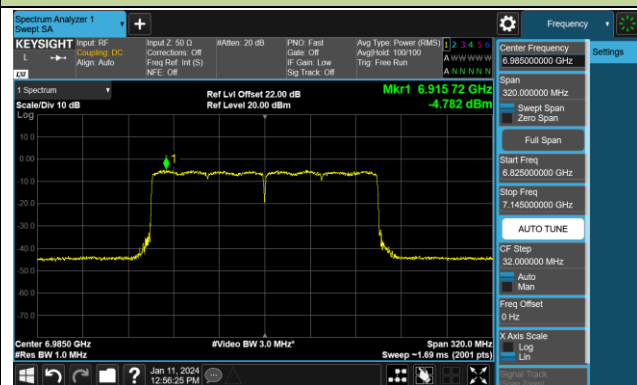 Spectrum Analyzer 1
Swept SA
Frequency
KEYSIGHT
L
LXI
Input: RF
Coupling: DC
Align: Auto
Input Z: 50 Ω
Corrections: Off
Freq Ref: Int (S)
NFE: Off
#Atten: 20 dB
PNO: Fast
Gate: Off
IF Gain: Low
Sig Track: Off
Avg Type: Power (RMS)
Avg|Hold: 100/100
Trig: Free Run
1 2 3 4 5 6
A W W W W W
A N N N N N
1 Spectrum
Scale/Div 10 dB
Log
Ref Lvl Offset 22.00 dB
Ref Level 20.00 dBm
Mkr1 6.915 72 GHz
-4.782 dBm
10.0
0.00
-10.0
-20.0
-30.0
-40.0
-50.0
-60.0
-70.0
1
Center 6.9850 GHz
#Res BW 1.0 MHz
#Video BW 3.0 MHz*
Span 320.0 MHz
Sweep ~1.69 ms (2001 pts)
Jan 11, 2024
12:56:25 PM
Center Frequency
6.985000000 GHz
Settings
Span
320.000000 MHz
Swept Span
Zero Span
Full Span
Start Freq
6.825000000 GHz
Stop Freq
7.145000000 GHz
AUTO TUNE
CF Step
32.000000 MHz
Auto
Man
Freq Offset
0 Hz
X Axis Scale
Log
Lin
Signal Track